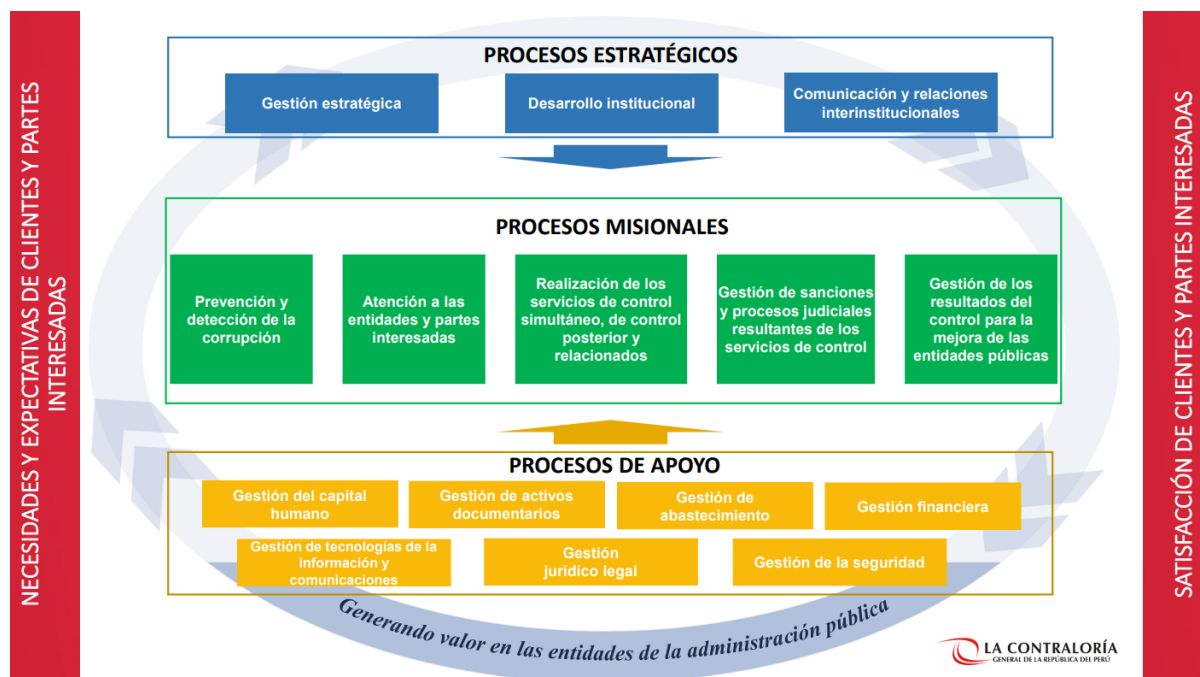 NECESIDADES Y EXPECTATIVAS DE CLIENTES Y PARTES
INTERESADAS
PROCESOS ESTRATÉGICOS
Gestión estratégica
Desarrollo institucional
Comunicación y relaciones
interinstitucionales
PROCESOS MISIONALES
Prevención y
detección de la
corrupción
Atención a las
entidades y partes
interesadas
Realización de los
servicios de control
simultáneo, de control
posterior y
relacionados
Gestión de sanciones
y procesos judiciales
resultantes de los
servicios de control
Gestión de los
resultados del
control para la
mejora de las
entidades públicas
PROCESOS DE APOYO
Gestión del capital
humano
Gestión de activos
documentarios
Gestión de
abastecimiento
Gestión financiera
Gestión de tecnologías de la
información y
comunicaciones
Gestión
jurídico legal
Gestión de la seguridad
Generando valor en las entidades de la administración pública
LA CONTRALORÍA
GENERAL DE LA REPÚBLICA DEL PERÚ
SATISFACCIÓN DE CLIENTES Y PARTES INTERESADAS